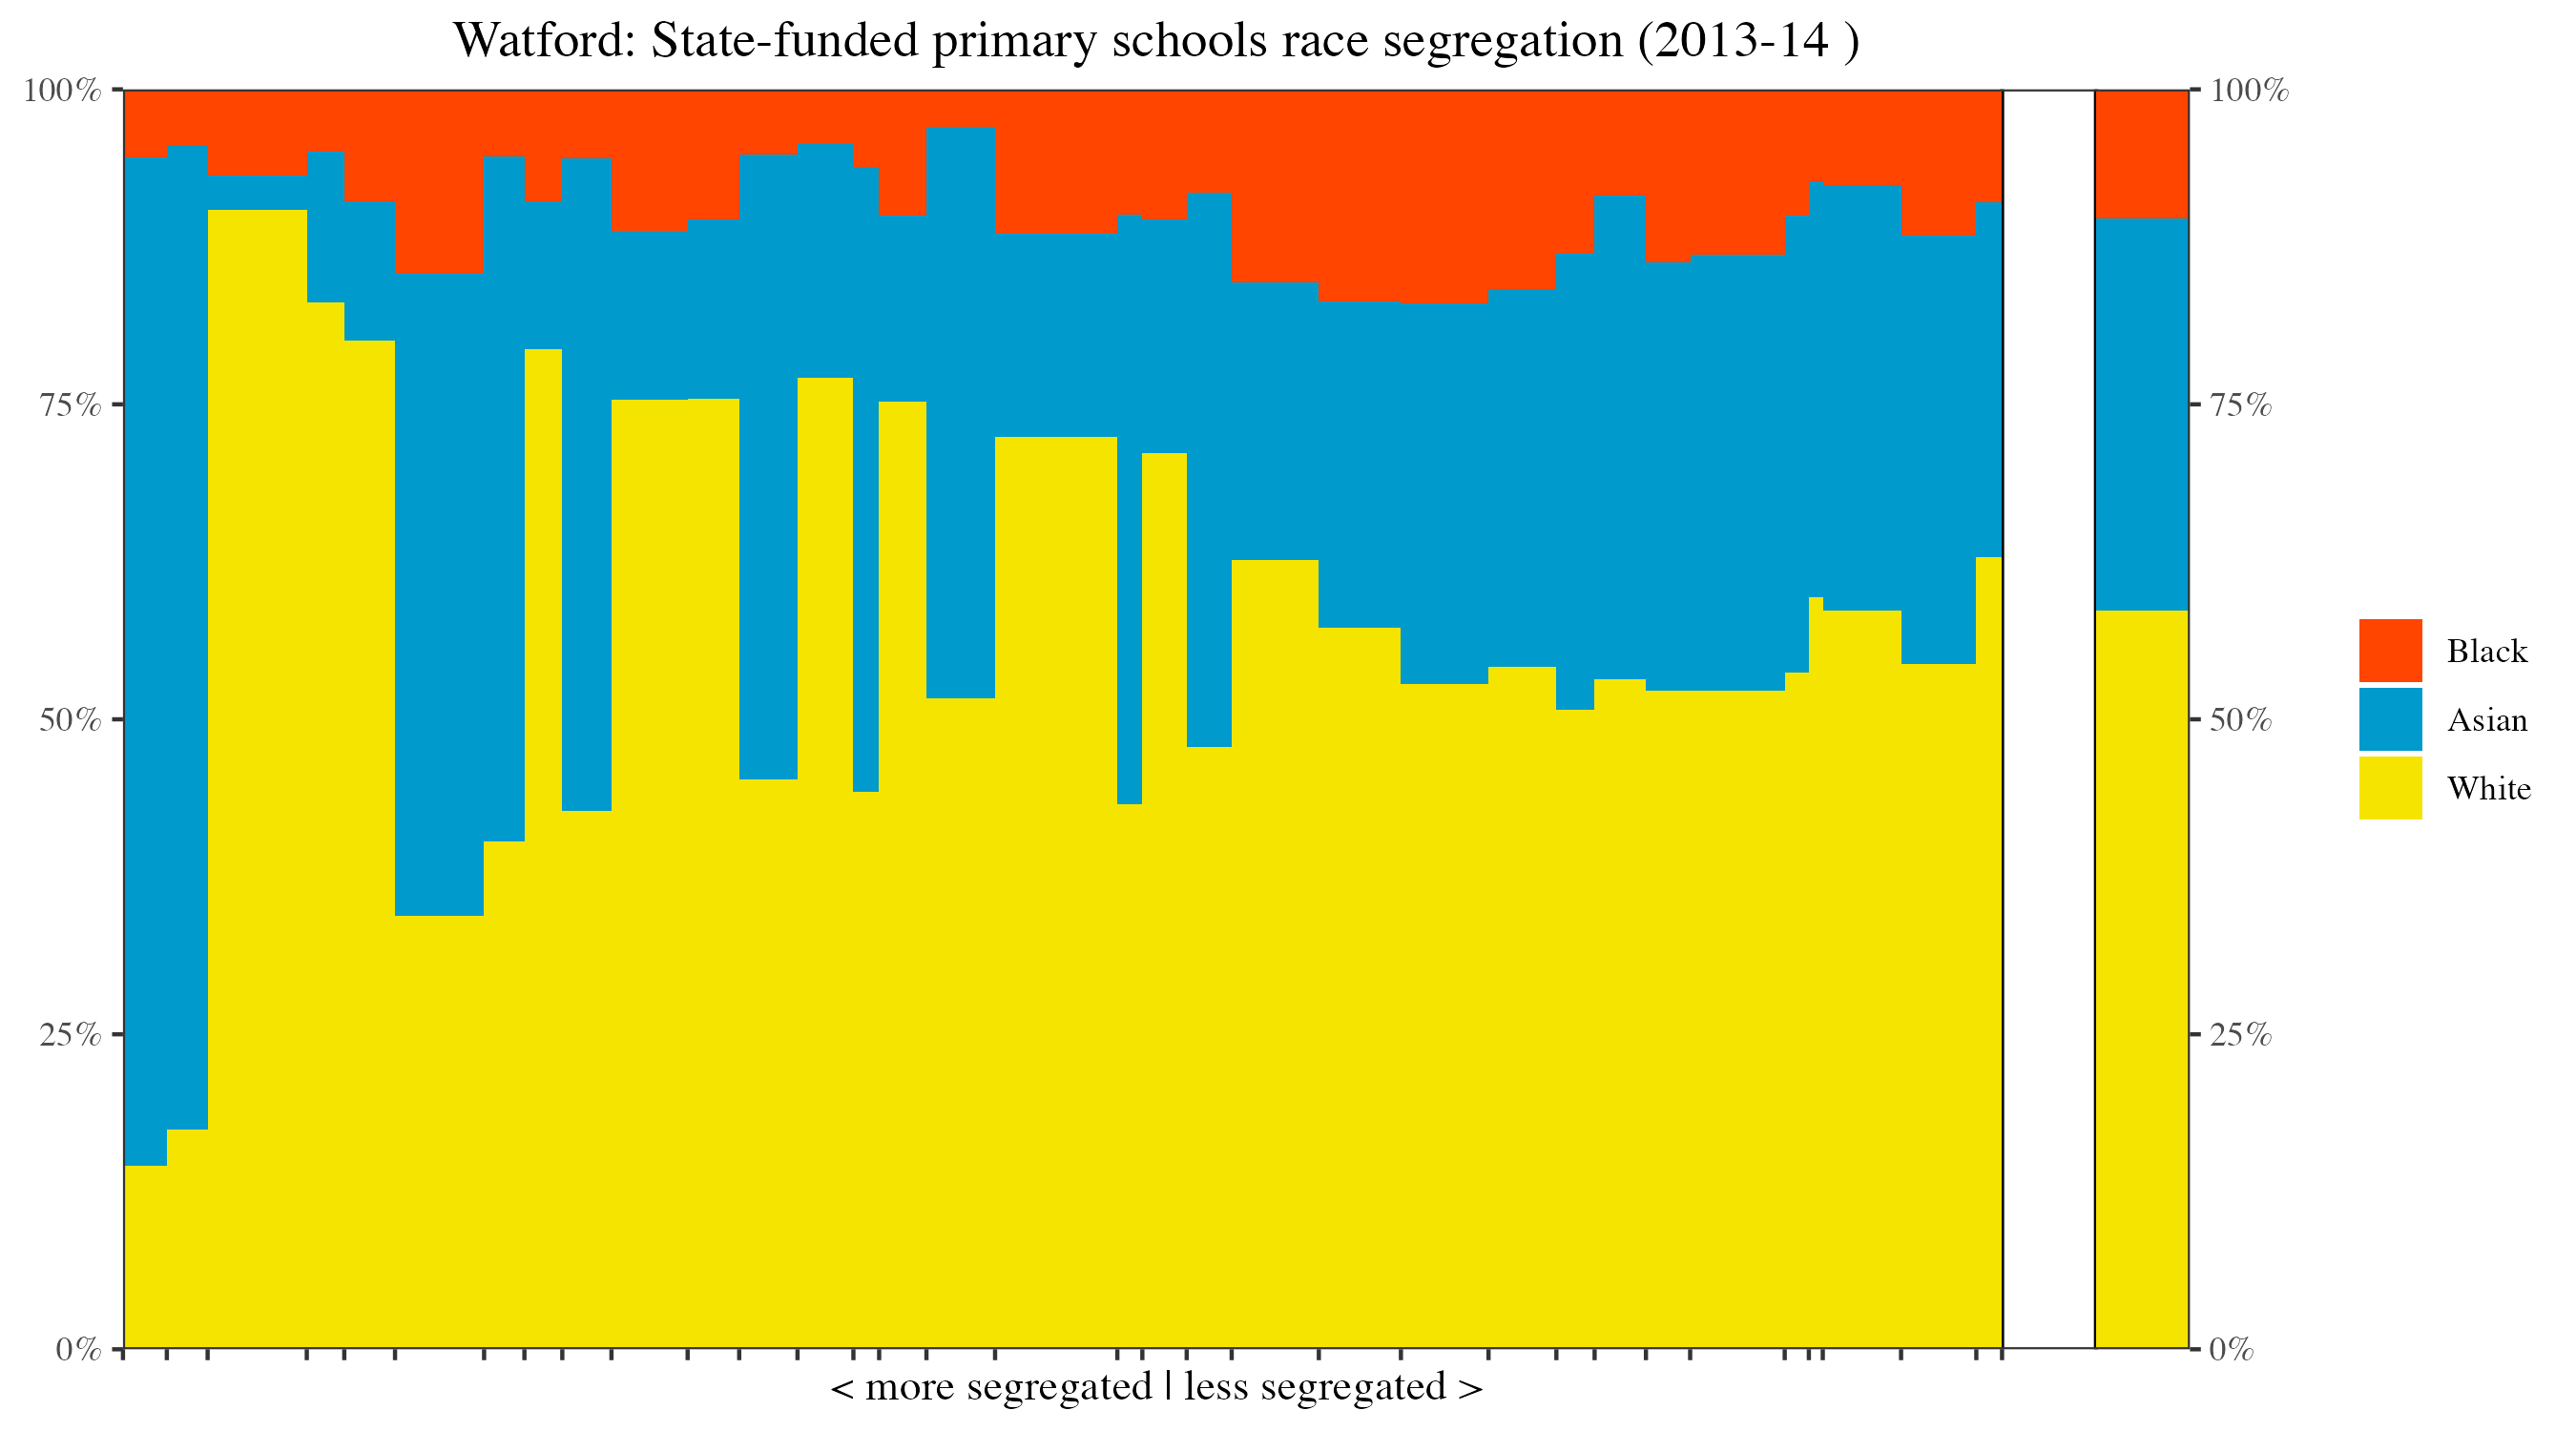 Watford: State-funded primary schools race segregation (2013-14 )
100%
75%
50%
25%
0%
100%
75%
50%
25%
0%
Black
Asian
White
< more segregated | less segregated >